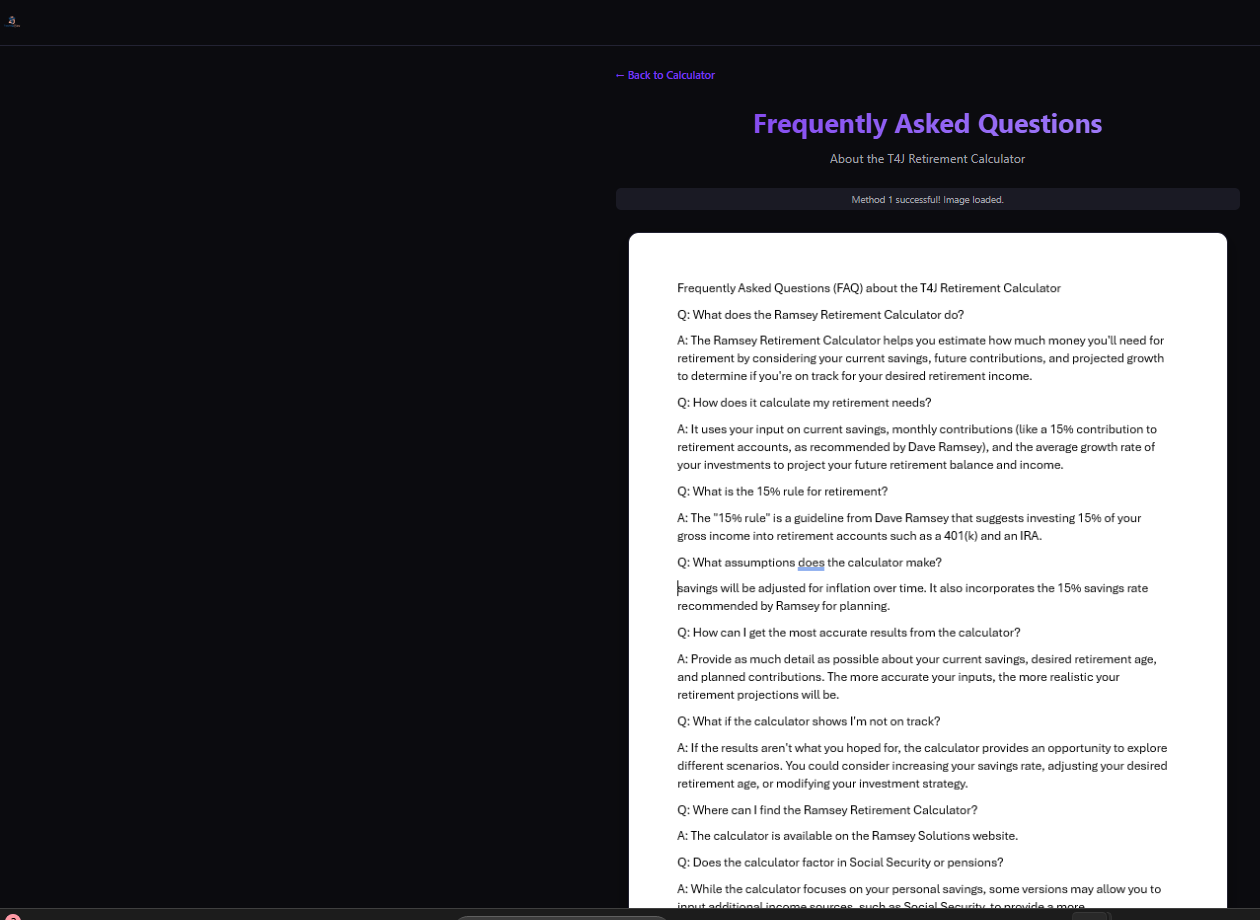 ← Back to Calculator
Frequently Asked Questions
About the T4J Retirement Calculator
Method 1 successful! Image loaded.
Frequently Asked Questions (FAQ) about the T4J Retirement Calculator
Q: What does the Ramsey Retirement Calculator do?
A: The Ramsey Retirement Calculator helps you estimate how much money you'll need for
retirement by considering your current savings, future contributions, and projected growth
to determine if you're on track for your desired retirement income.
Q: How does it calculate my retirement needs?
A: It uses your input on current savings, monthly contributions (like a 15% contribution to
retirement accounts, as recommended by Dave Ramsey), and the average growth rate of
your investments to project your future retirement balance and income.
Q: What is the 15% rule for retirement?
A: The "15% rule" is a guideline from Dave Ramsey that suggests investing 15% of your
gross income into retirement accounts such as a 401(k) and an IRA.
Q: What assumptions does the calculator make?
savings will be adjusted for inflation over time. It also incorporates the 15% savings rate
recommended by Ramsey for planning.
Q: How can I get the most accurate results from the calculator?
A: Provide as much detail as possible about your current savings, desired retirement age,
and planned contributions. The more accurate your inputs, the more realistic your
retirement projections will be.
Q: What if the calculator shows I'm not on track?
A: If the results aren't what you hoped for, the calculator provides an opportunity to explore
different scenarios. You could consider increasing your savings rate, adjusting your desired
retirement age, or modifying your investment strategy.
Q: Where can I find the Ramsey Retirement Calculator?
A: The calculator is available on the Ramsey Solutions website.
Q: Does the calculator factor in Social Security or pensions?
A: While the calculator focuses on your personal savings, some versions may allow you to
input additional income sources, such as Social Security, to provide a more